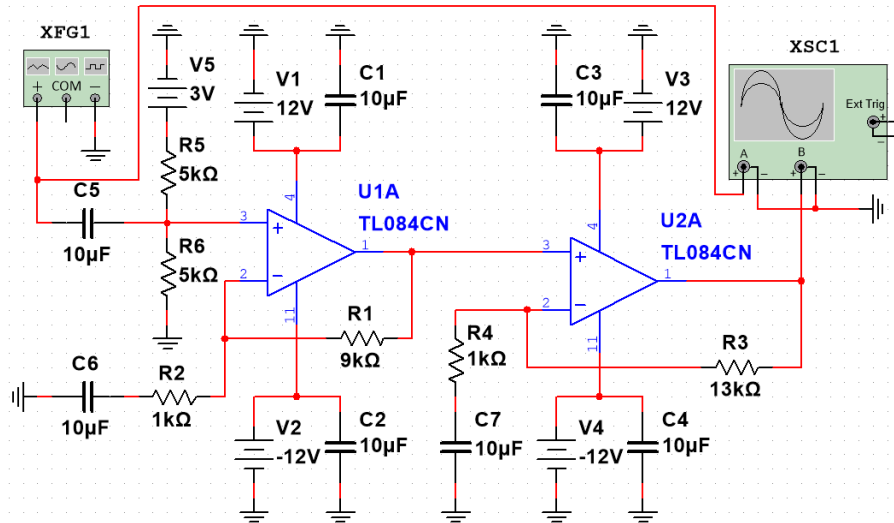 XFG1
+ COM −
V5
3V
V1
12V
C1
10µF
C3
10µF
V3
12V
XSC1
Ext Trig
+
−
A
B
+ −
+ −
R5
5kΩ
C5
10µF
R6
5kΩ
U1A
TL084CN
3
2
4
11
1
+
−
U2A
TL084CN
3
2
4
11
1
+
−
R1
9kΩ
R4
1kΩ
R3
13kΩ
C6
10µF
R2
1kΩ
V2
-12V
C2
10µF
C7
10µF
V4
-12V
C4
10µF